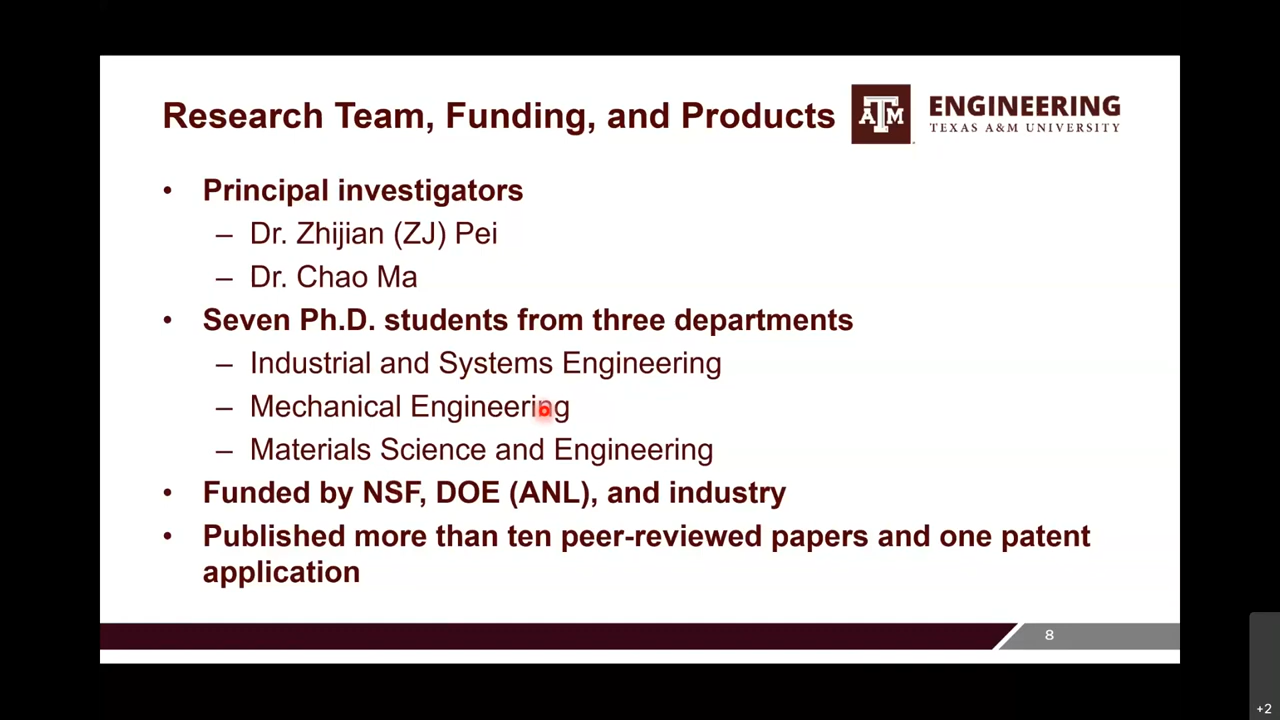 Research Team, Funding, and Products
ATM
ENGINEERING
TEXAS A&M UNIVERSITY
• Principal investigators
– Dr. Zhijian (ZJ) Pei
– Dr. Chao Ma
• Seven Ph.D. students from three departments
– Industrial and Systems Engineering
– Mechanical Engineering
– Materials Science and Engineering
• Funded by NSF, DOE (ANL), and industry
• Published more than ten peer-reviewed papers and one patent
application
8
+2